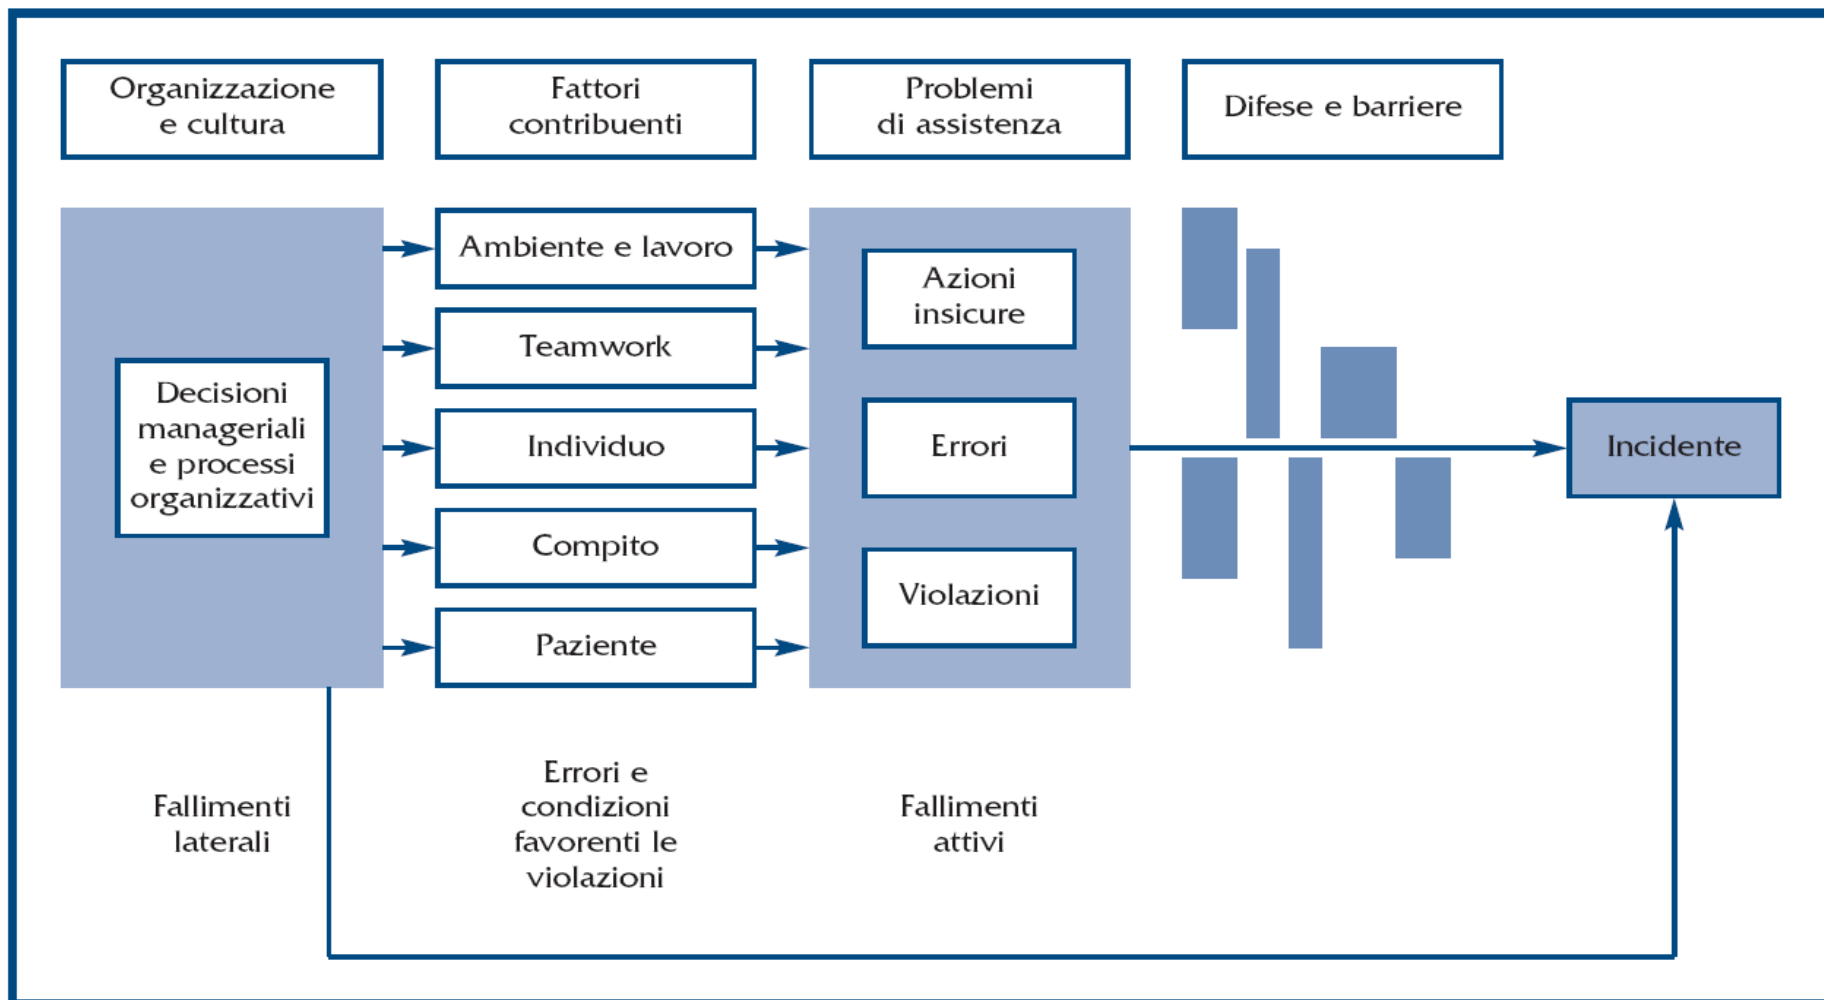 Organizzazione
e cultura
Fattori
contribuenti
Problemi
di assistenza
Difese e barriere
Decisioni
manageriali
e processi
organizzativi
Ambiente e lavoro
Teamwork
Individuo
Compito
Paziente
Azioni
insicure
Errori
Violazioni
Incidente
Fallimenti
laterali
Errori e
condizioni
favorenti le
violazioni
Fallimenti
attivi